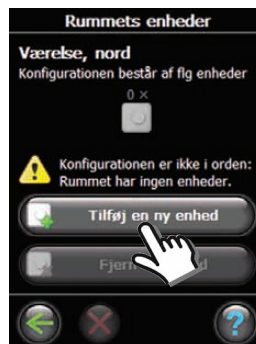 Rummets enheder
Værelse, nord
Konfigurationen består af flg enheder
0 ×
Konfigurationen er ikke i orden:
Rummet har ingen enheder.
Tilføj en ny enhed
Fjern
?